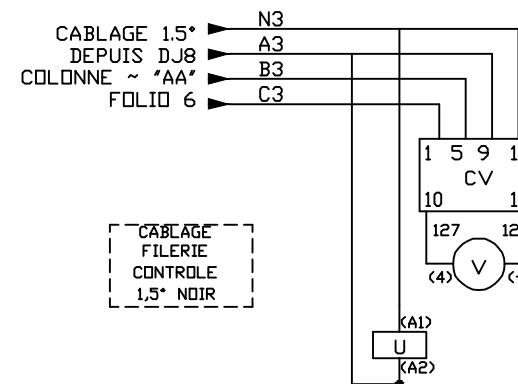 CABLAGE 1.5°
DEPUIS DJ8
COLONNE ~ "AA"
FOLIO 6
N3
A3
B3
C3
1 5 9 1
CV
10 1
127 12
(4) V (-
CABLAGE
FILERIE
CONTROLE
1,5° NOIR
(A1)
U
(A2)